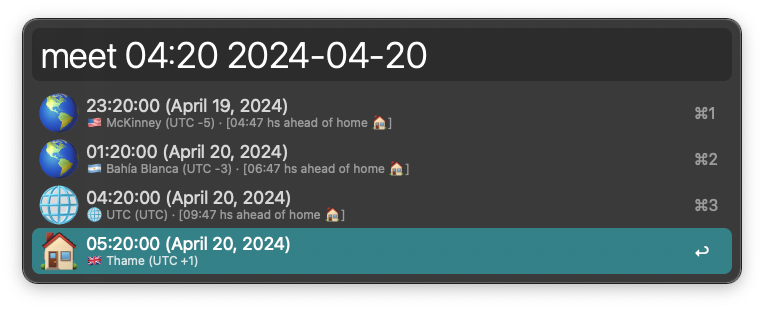 meet 04:20 2024-04-20
23:20:00 (April 19, 2024)
⌘1
🇺🇸 McKinney (UTC -5) · [04:47 hs ahead of home 🏠]
01:20:00 (April 20, 2024)
⌘2
🇦🇷 Bahía Blanca (UTC -3) · [06:47 hs ahead of home 🏠]
04:20:00 (April 20, 2024)
⌘3
🌐 UTC (UTC) · [09:47 hs ahead of home 🏠]
05:20:00 (April 20, 2024)
↩
🇬🇧 Thame (UTC +1)